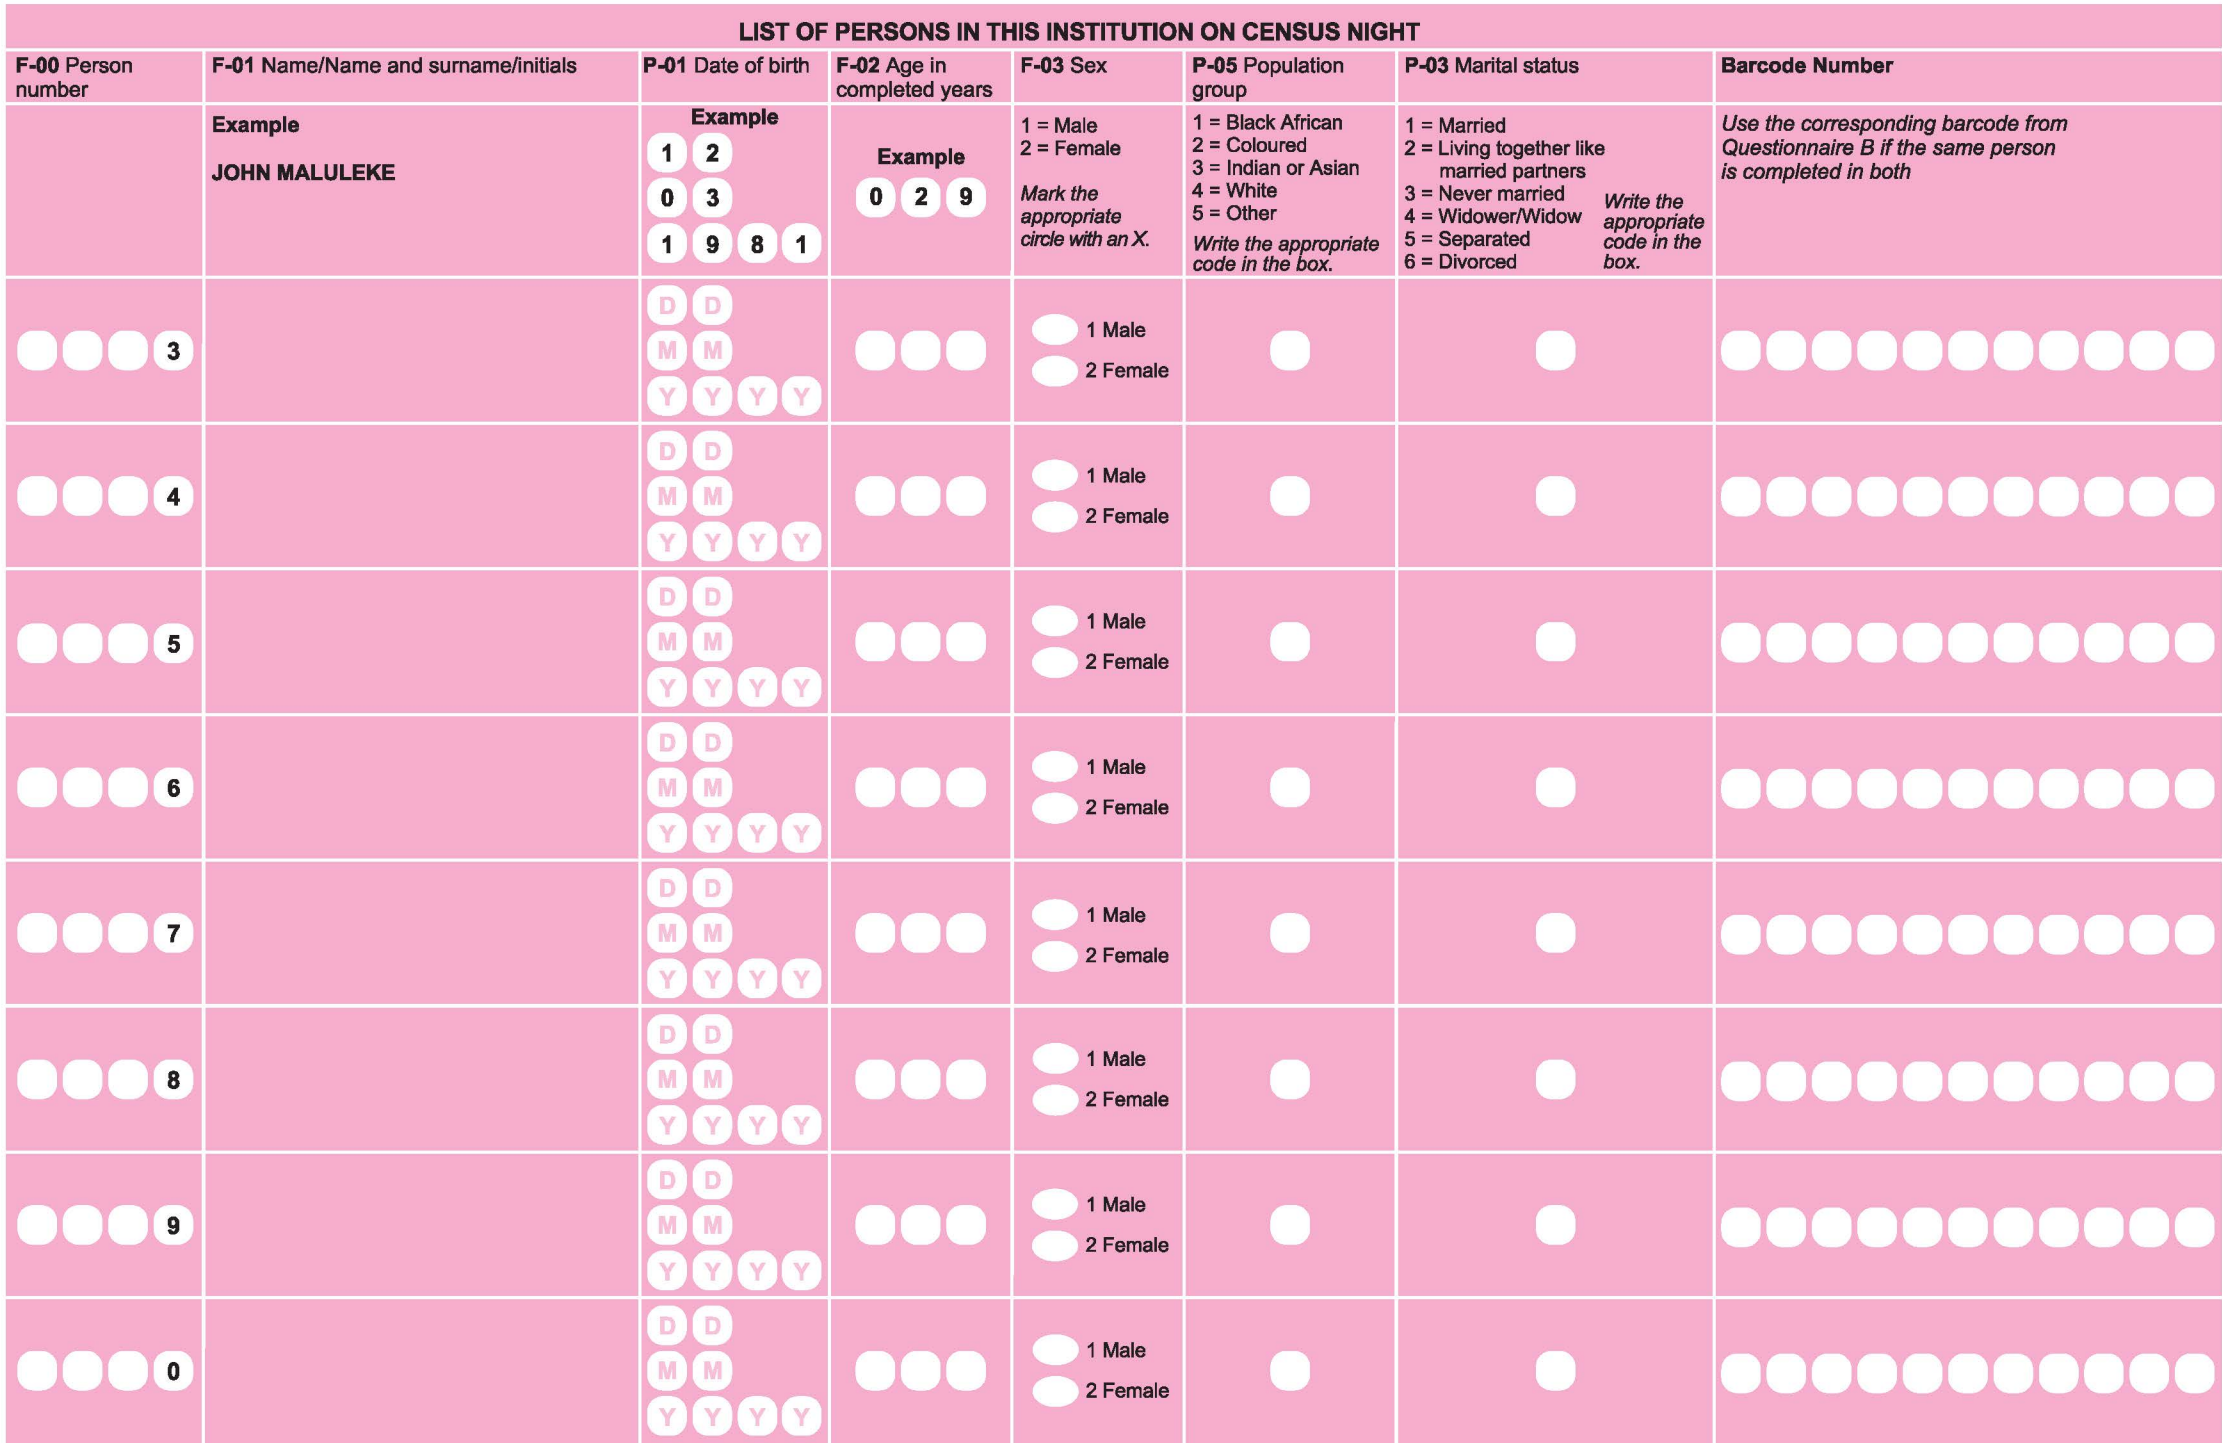 LIST OF PERSONS IN THIS INSTITUTION ON CENSUS NIGHT
F-00 Person
number
F-01 Name/Name and surname/initials
P-01 Date of birth
F-02 Age in
completed years
F-03 Sex
P-05 Population
group
P-03 Marital status
Barcode Number
Example
JOHN MALULEKE
Example
1 2
0 3
1 9 8 1
Example
0 2 9
1 = Male
2 = Female
Mark the
appropriate
circle with an X.
1 = Black African
2 = Coloured
3 = Indian or Asian
4 = White
5 = Other
Write the appropriate
code in the box.
1 = Married
2 = Living together like
married partners
3 = Never married
4 = Widower/Widow
5 = Separated
6 = Divorced
Write the
appropriate
code in the
box.
Use the corresponding barcode from
Questionnaire B if the same person
is completed in both
3
D D
M M
Y Y Y Y
1 Male
2 Female
4
D D
M M
Y Y Y Y
1 Male
2 Female
5
D D
M M
Y Y Y Y
1 Male
2 Female
6
D D
M M
Y Y Y Y
1 Male
2 Female
7
D D
M M
Y Y Y Y
1 Male
2 Female
8
D D
M M
Y Y Y Y
1 Male
2 Female
9
D D
M M
Y Y Y Y
1 Male
2 Female
0
D D
M M
Y Y Y Y
1 Male
2 Female